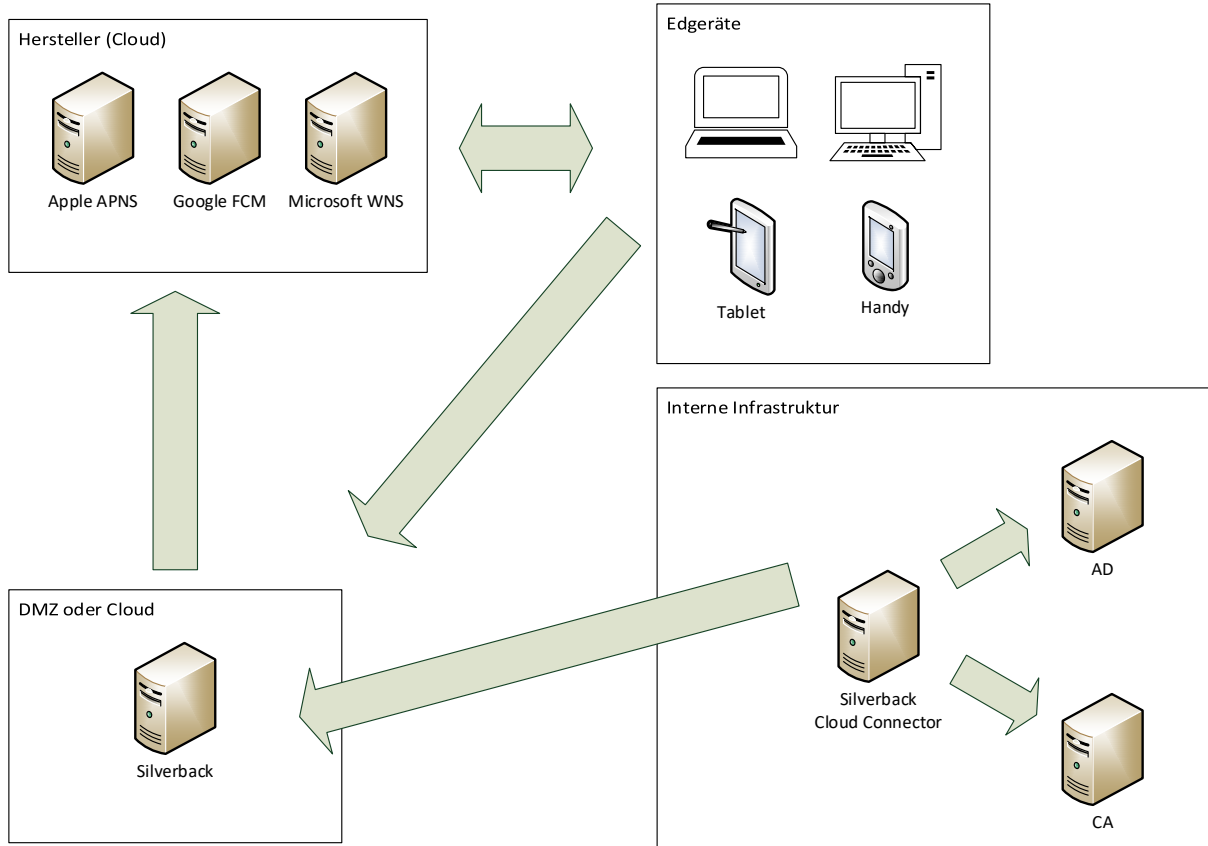 Hersteller (Cloud)
Apple APNS
Google FCM
Microsoft WNS
Edgeräte
Tablet
Handy
Interne Infrastruktur
AD
Silverback
Cloud Connector
CA
DMZ oder Cloud
Silverback